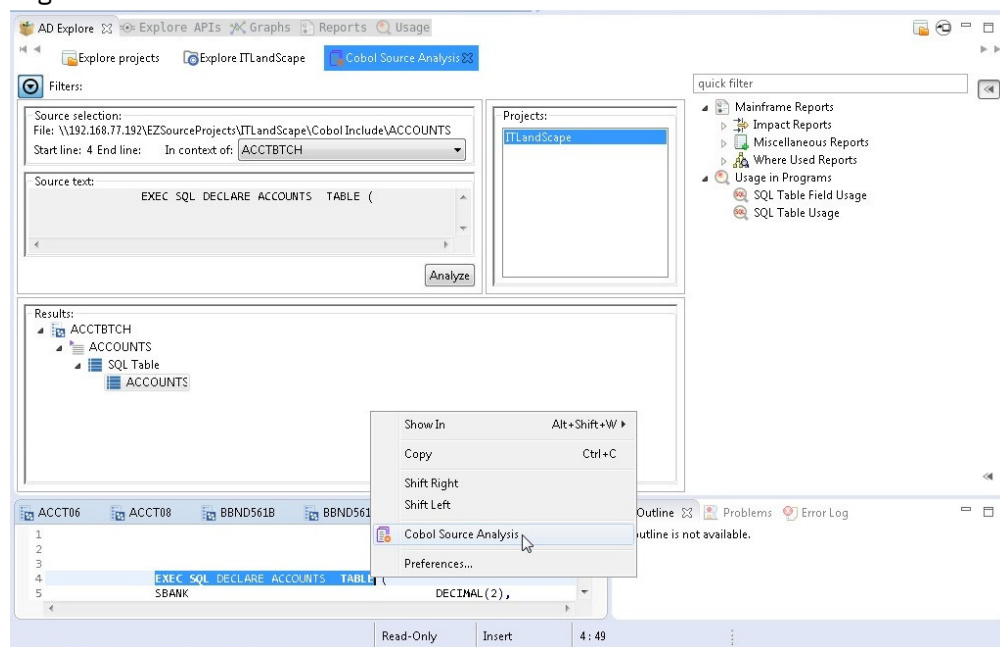 AD Explore Explore APIs Graphs Reports Usage
Explore projects Explore ITLandScape Cobol Source Analysis
Filters:
Source selection:
File: \\192.168.77.192\EZSourceProjects\ITLandScape\Cobol Include\ACCOUNTS
Start line: 4 End line: In context of: ACCTBTCH
Source text:
EXEC SQL DECLARE ACCOUNTS TABLE (
Analyze
Projects:
ITLandScape
quick filter
Mainframe Reports
Impact Reports
Miscellaneous Reports
Where Used Reports
Usage in Programs
SQL Table Field Usage
SQL Table Usage
Results:
ACCTBTCH
ACCOUNTS
SQL Table
ACCOUNTS
Show In Alt+Shift+W
Copy Ctrl+C
Shift Right
Shift Left
Cobol Source Analysis
Preferences...
ACCT06 ACCT08 BBND561B BBND561
Outline Problems Error Log
utline is not available.
1
2
3
4 EXEC SQL DECLARE ACCOUNTS TABLE (
5 SBANK DECIMAL(2),
Read-Only Insert 4 : 49